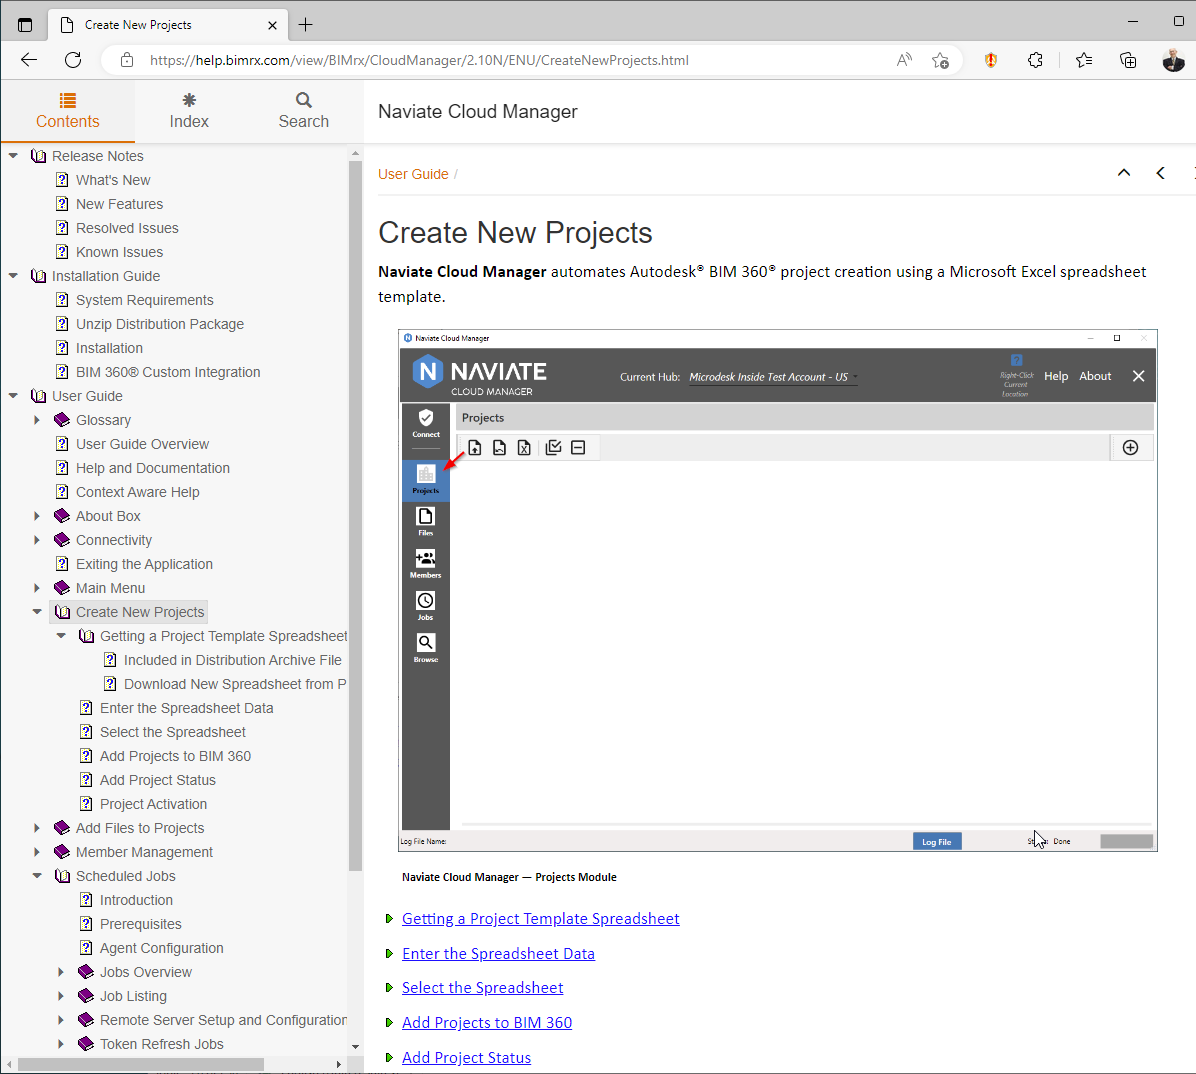 Create New Projects
https://help.bimrx.com/view/BIMrx/CloudManager/2.10N/ENU/CreateNewProjects.html
Contents
Index
Search
Naviate Cloud Manager
Release Notes
What's New
New Features
Resolved Issues
Known Issues
Installation Guide
System Requirements
Unzip Distribution Package
Installation
BIM 360® Custom Integration
User Guide
Glossary
User Guide Overview
Help and Documentation
Context Aware Help
About Box
Connectivity
Exiting the Application
Main Menu
Create New Projects
Getting a Project Template Spreadsheet
Included in Distribution Archive File
Download New Spreadsheet from P
Enter the Spreadsheet Data
Select the Spreadsheet
Add Projects to BIM 360
Add Project Status
Project Activation
Add Files to Projects
Member Management
Scheduled Jobs
Introduction
Prerequisites
Agent Configuration
Jobs Overview
Job Listing
Remote Server Setup and Configuration
Token Refresh Jobs
User Guide /
Create New Projects
Naviate Cloud Manager automates Autodesk® BIM 360® project creation using a Microsoft Excel spreadsheet
template.
Naviate Cloud Manager
NAVIATE
CLOUD MANAGER
Current Hub: Microdesk Inside Test Account - US
Right-Click
Current
Location
Help
About
Connect
Projects
Files
Members
Jobs
Browse
Projects
Log File Name:
Log File
Done
Naviate Cloud Manager — Projects Module
Getting a Project Template Spreadsheet
Enter the Spreadsheet Data
Select the Spreadsheet
Add Projects to BIM 360
Add Project Status